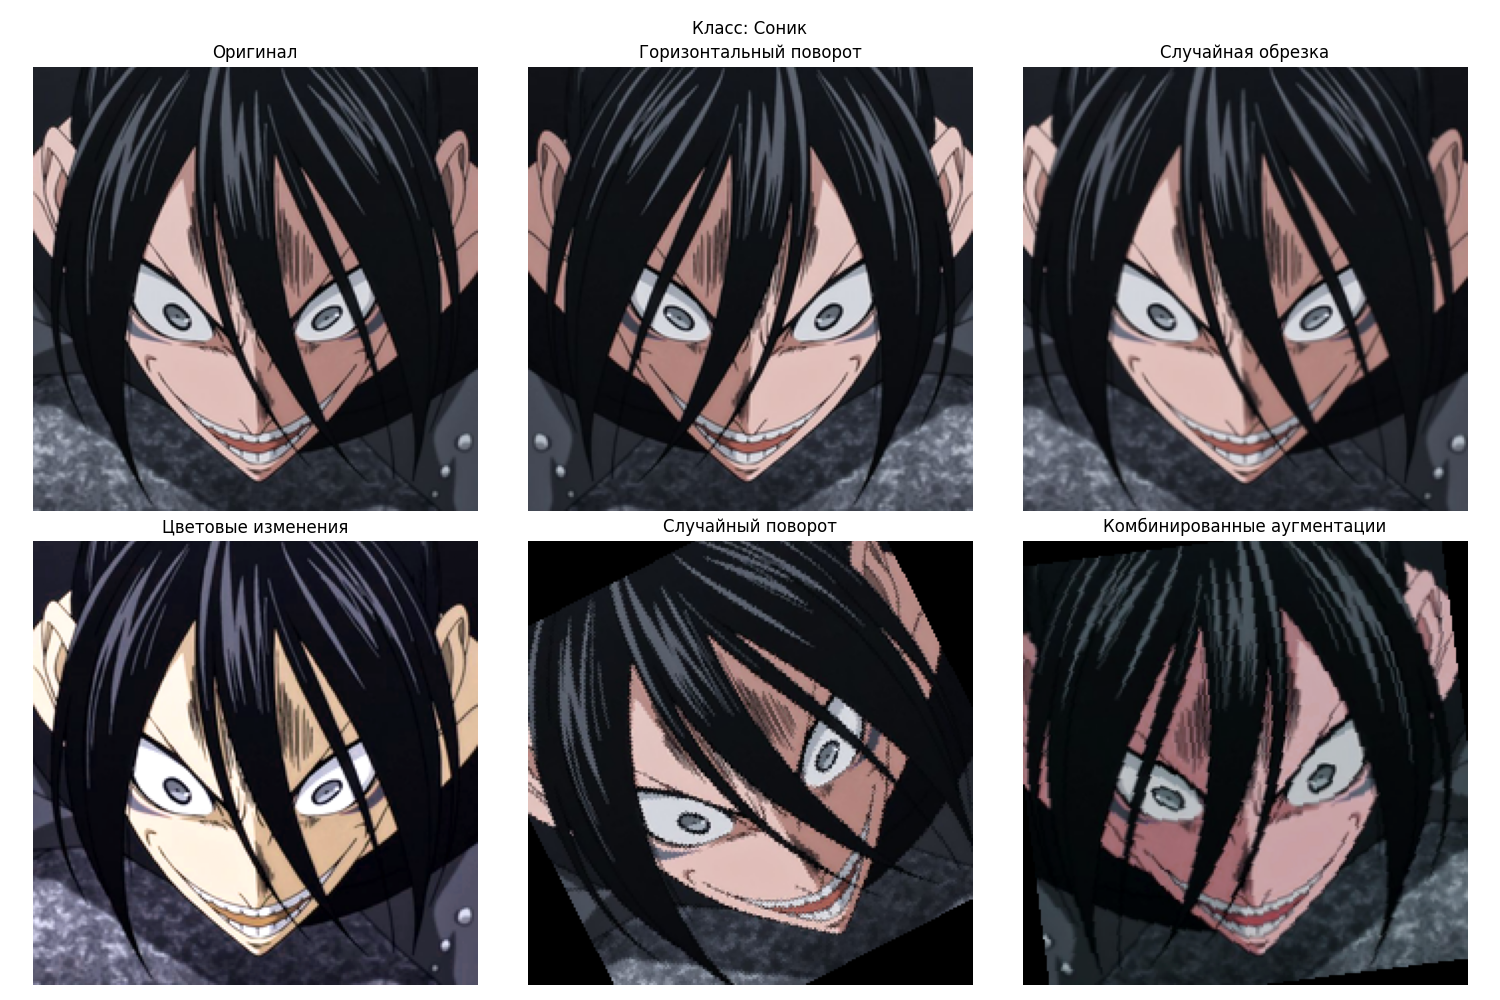 Класс: Соник
Оригинал
Горизонтальный поворот
Случайная обрезка
Цветовые изменения
Случайный поворот
Комбинированные аугментации